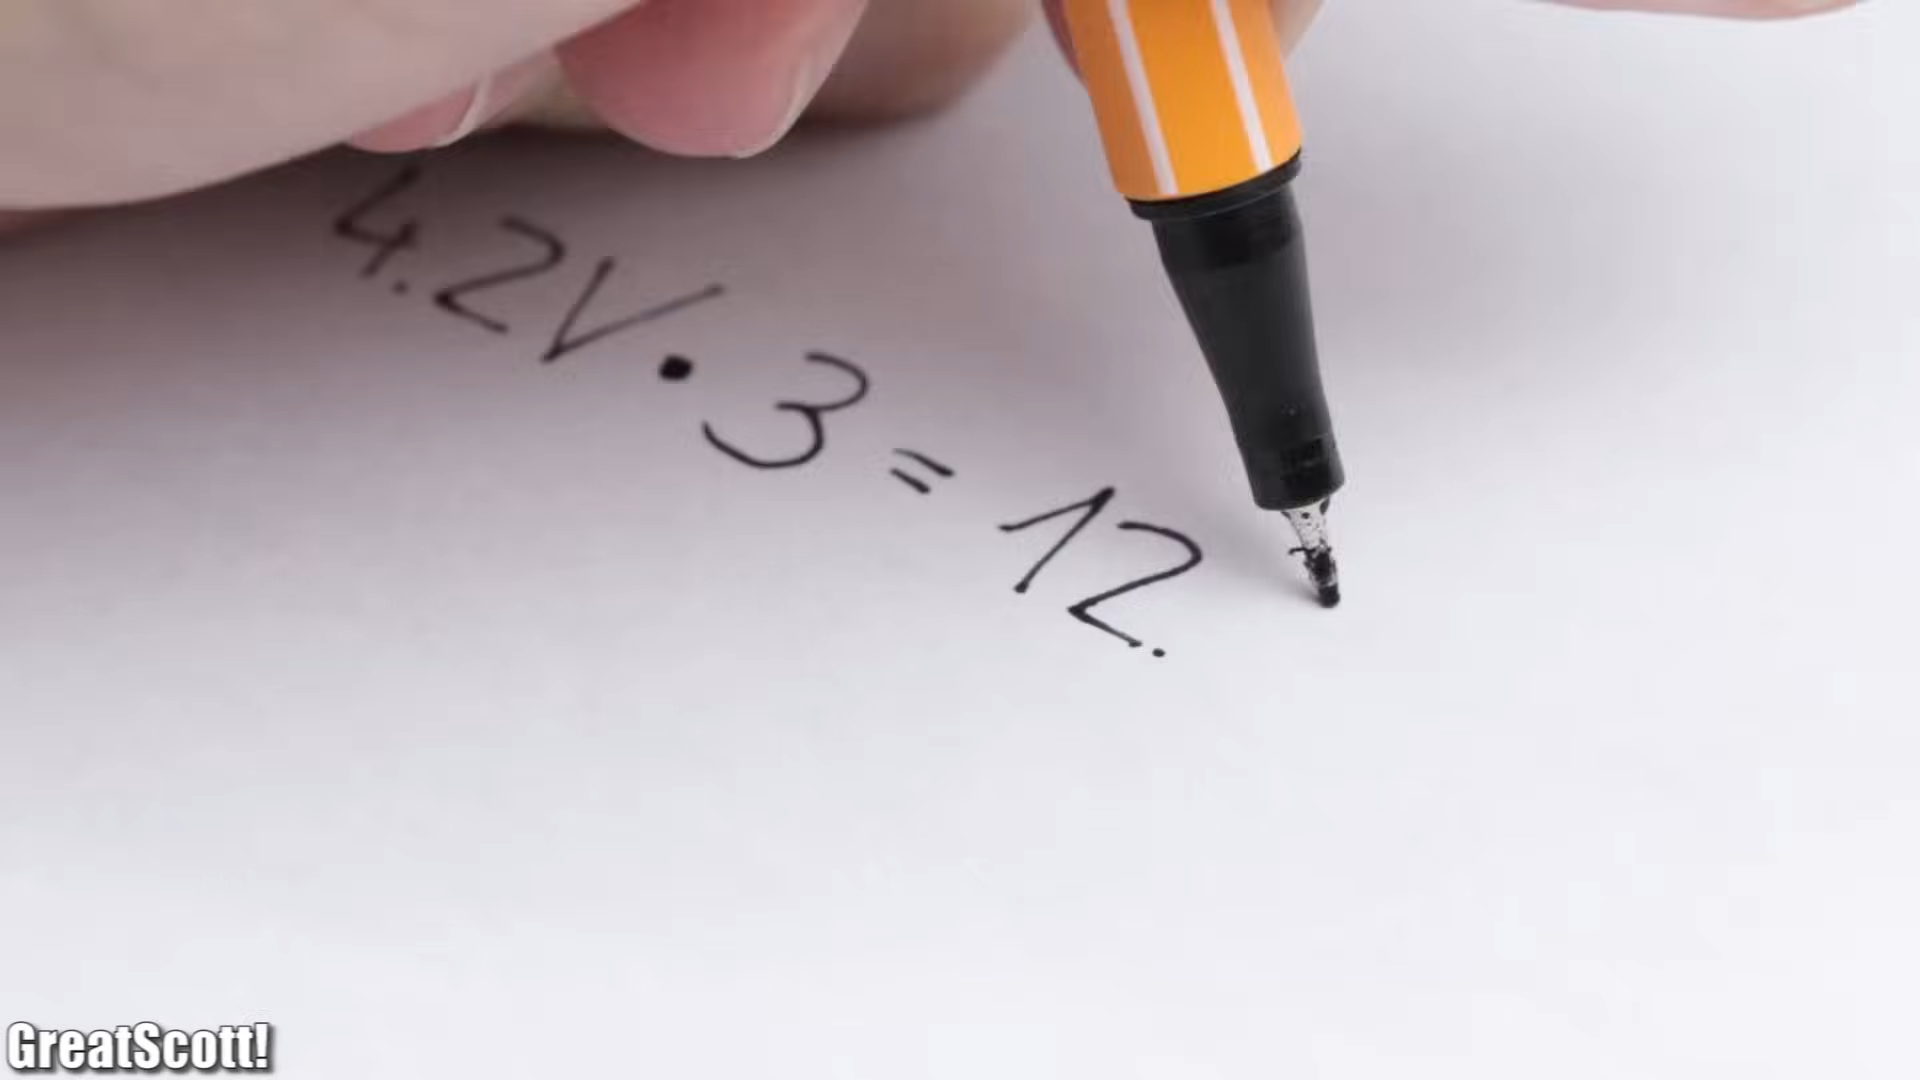 4.2V · 3 = 12.
GreatScott!